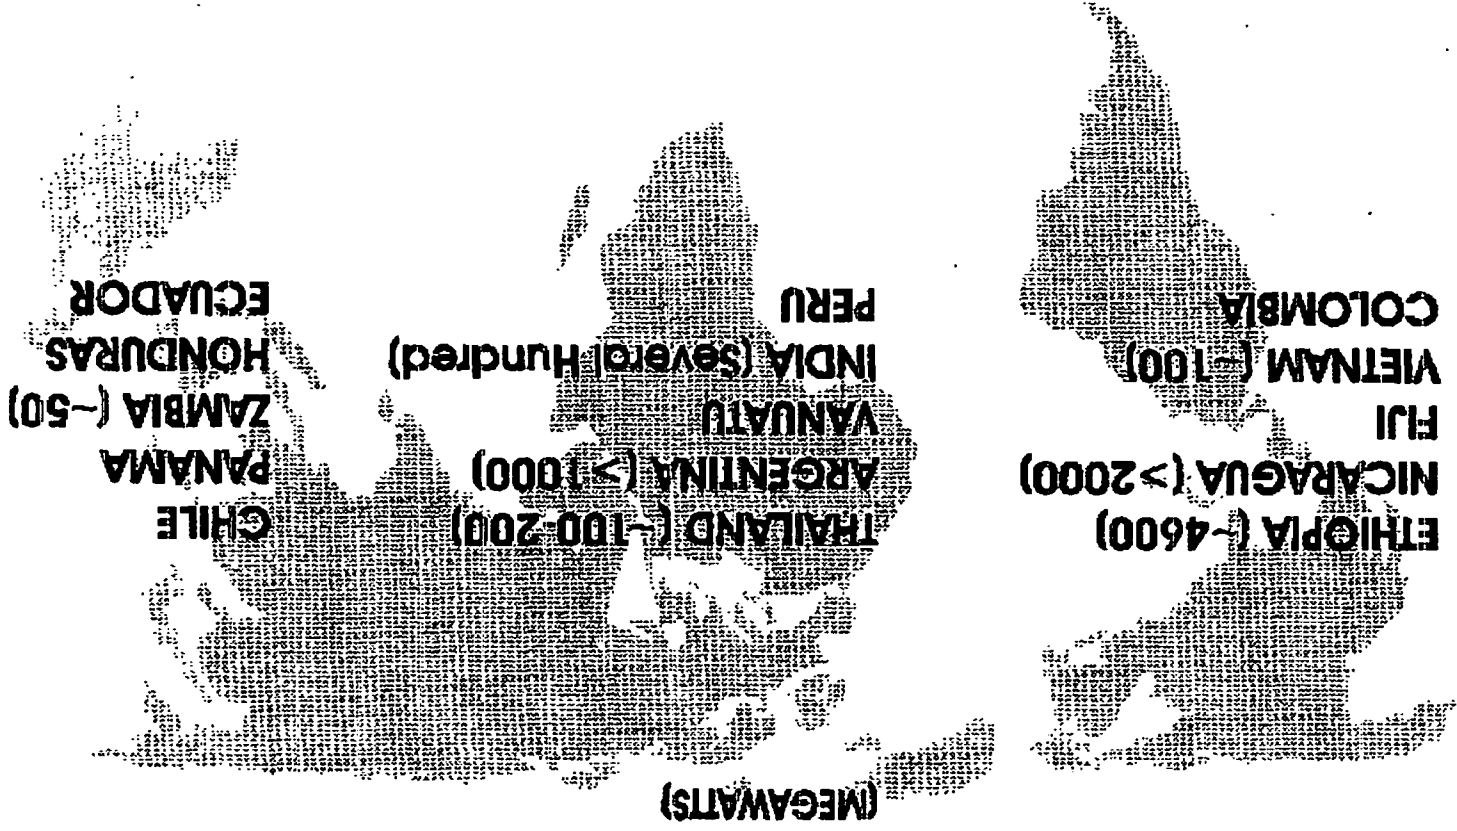 (MEGAWATTS)
ETHIOPIA (~4600)
NICARAGUA (>2000)
FIJI
VIETNAM (~100)
COLOMBIA
THAILAND (~100-200)
ARGENTINA (>1000)
VANUATU
INDIA (Several Hundred)
PERU
CHILE
PANAMA
ZAMBIA (~50)
HONDURAS
ECUADOR